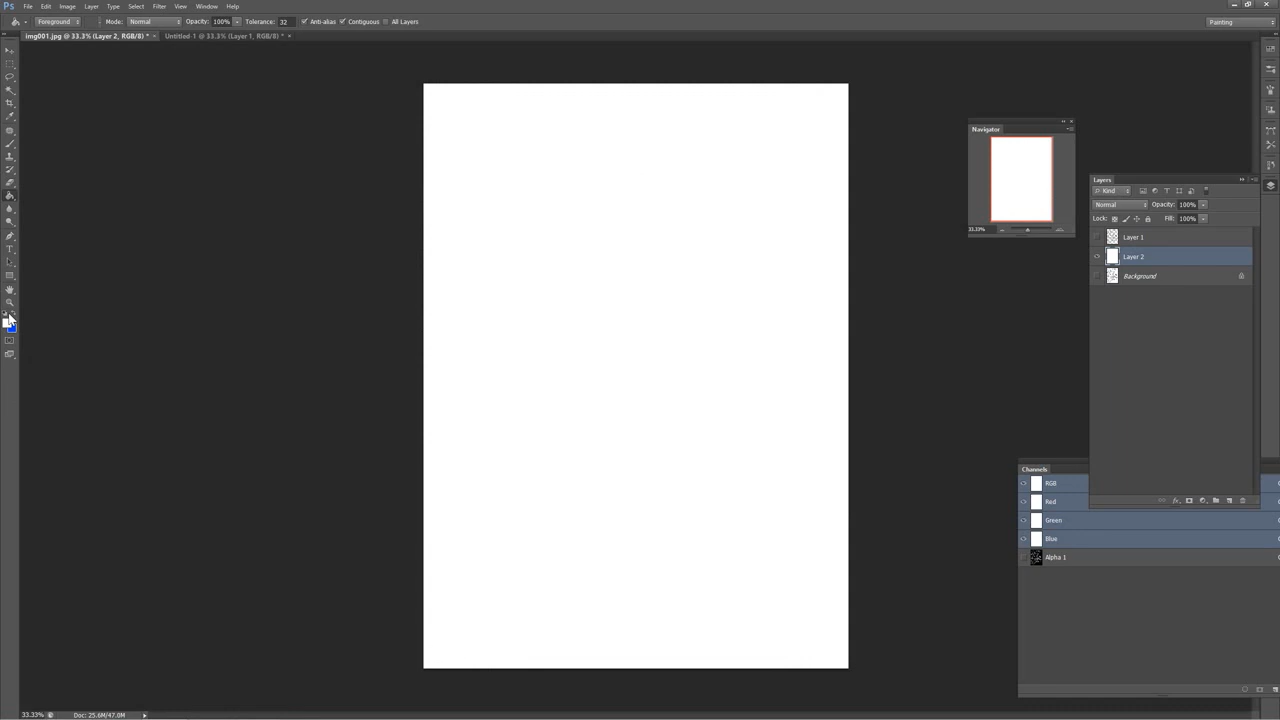 Ps File Edit Image Layer Type Select Filter View Window Help
Foreground Mode: Normal Opacity: 100% Tolerance: 32 Anti-alias Contiguous All Layers Painting
img001.jpg @ 33.3% (Layer 2, RGB/8) * × Untitled-1 @ 33.3% (Layer 1, RGB/8) * ×
Navigator
33.33%
Layers
Kind
Normal Opacity: 100%
Lock: Fill: 100%
Layer 1
Layer 2
Background
Channels
RGB
Red
Green
Blue
Alpha 1
33.33% Doc: 25.6M/47.0M